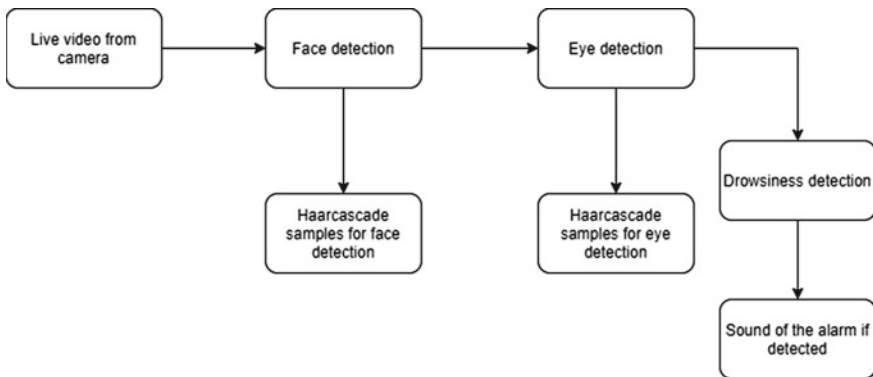 Live video from
camera
Face detection
Eye detection
Drowsiness detection
Haarcascade
samples for face
detection
Haarcascade
samples for eye
detection
Sound of the alarm if
detected